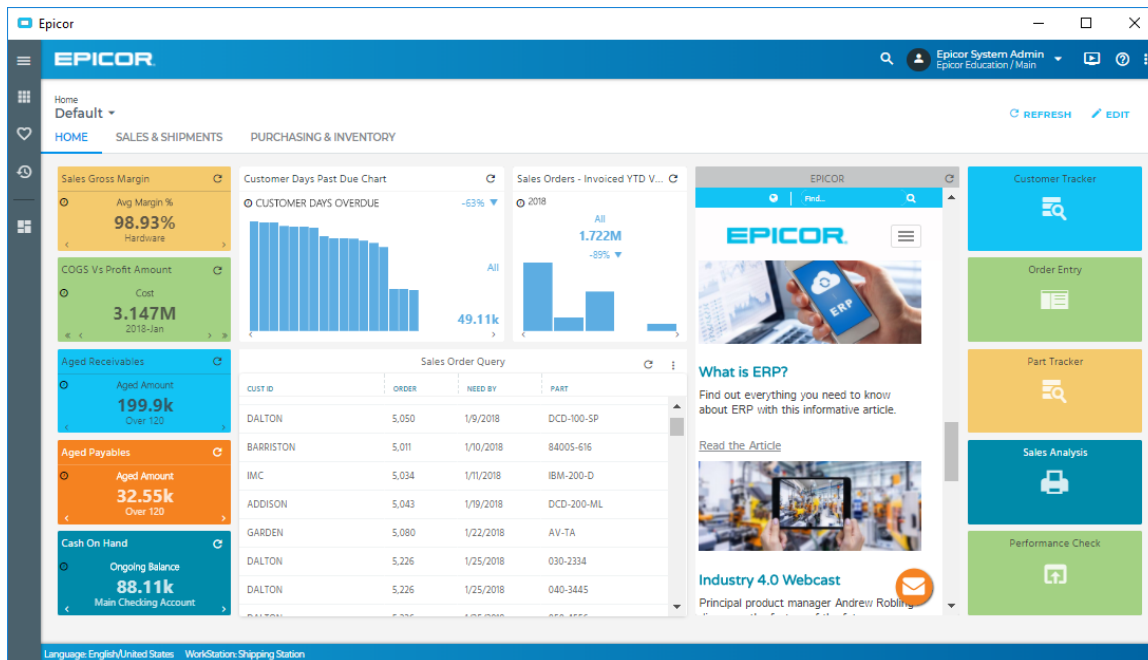 Epicor
EPICOR
Epicor System Admin
Epicor Education / Main
Home
Default
REFRESH
EDIT
HOME
SALES & SHIPMENTS
PURCHASING & INVENTORY
Sales Gross Margin
Avg Margin %
98.93%
Hardware
COGS Vs Profit Amount
Cost
3.147M
2018-Jan
Aged Receivables
Aged Amount
199.9k
Over 120
Aged Payables
Aged Amount
32.55k
Over 120
Cash On Hand
Ongoing Balance
88.11k
Main Checking Account
Customer Days Past Due Chart
CUSTOMER DAYS OVERDUE
-63%
All
49.11k
Sales Orders - Invoiced YTD V...
2018
All
1.722M
-89%
Sales Order Query
CUST ID ORDER NEED BY PART
DALTON 5,050 1/9/2018 DCD-100-SP
BARRISTON 5,011 1/10/2018 8400S-616
IMC 5,034 1/11/2018 IBM-200-D
ADDISON 5,043 1/19/2018 DCD-200-ML
GARDEN 5,080 1/22/2018 AV-TA
DALTON 5,226 1/25/2018 030-2334
DALTON 5,226 1/25/2018 040-3445
EPICOR
Find...
EPICOR
ERP
What is ERP?
Find out everything you need to know
about ERP with this informative article.
Read the Article
Industry 4.0 Webcast
Principal product manager Andrew Robling
Customer Tracker
Order Entry
Part Tracker
Sales Analysis
Performance Check
Language: English/United States WorkStation: Shipping Station